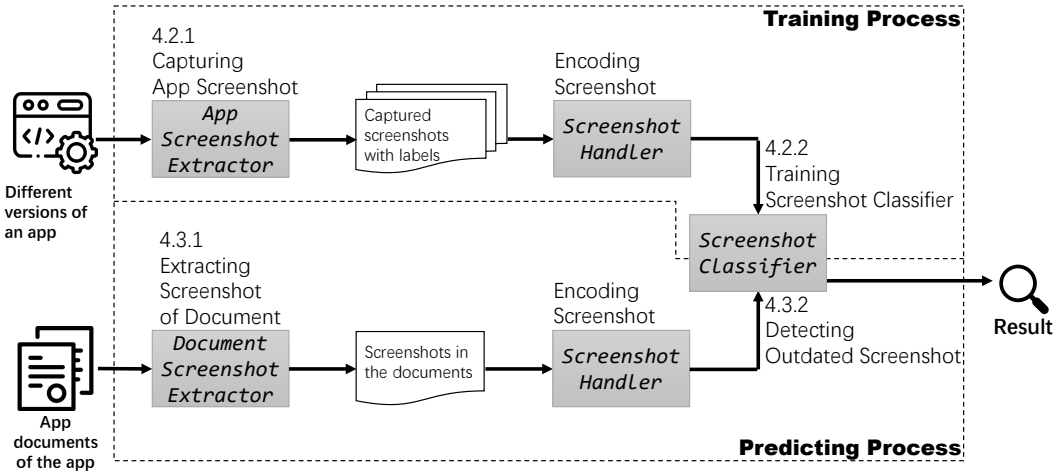 Training Process
4.2.1
Capturing
App Screenshot
Encoding
Screenshot
</>
App
Screenshot
Extractor
Captured
screenshots
with labels
Screenshot
Handler
4.2.2
Training
Screenshot Classifier
Different
versions of
an app
4.3.1
Extracting
Screenshot
of Document
Screenshot
Classifier
Encoding
Screenshot
4.3.2
Detecting
Outdated Screenshot
Result
Document
Screenshot
Extractor
Screenshots in
the documents
Screenshot
Handler
App
documents
of the app
Predicting Process